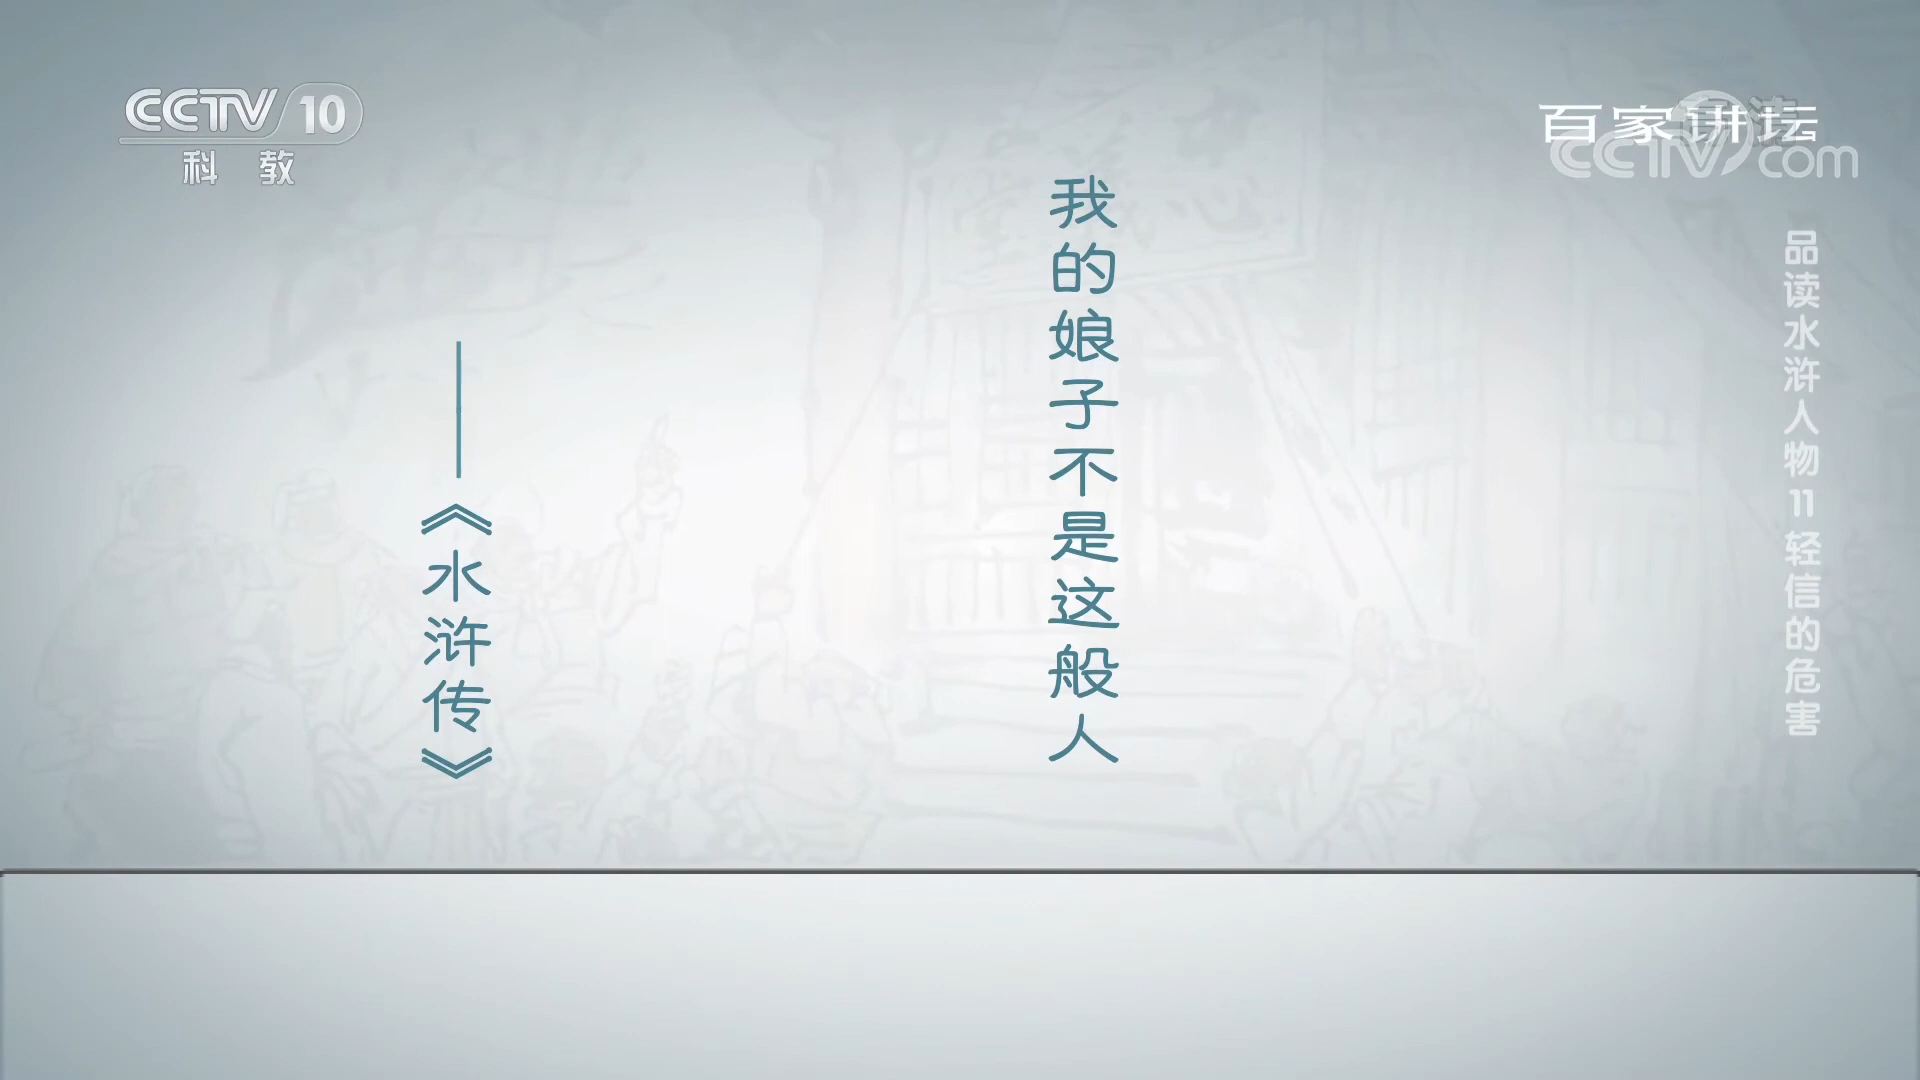 CCTV 10
科教
百家讲坛
CCTV.com
我的娘子不是这般人
——《水浒传》
品读水浒人物11 轻信的危害